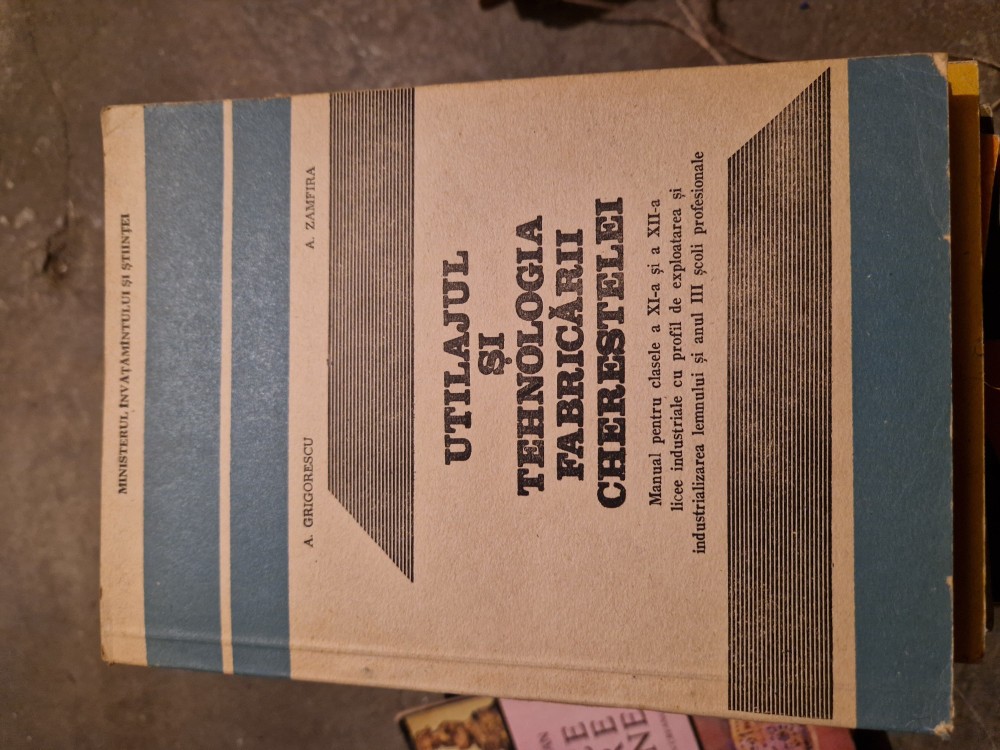 MINISTERUL ÎNVĂȚĂMÎNTULUI ȘI ȘTIINȚEI
A. GRIGORESCU A. ZAMFIRA
UTILAJUL
ȘI
TEHNOLOGIA
FABRICĂRII
CHERESTELEI
Manual pentru clasele a XI-a și a XII-a
licee industriale cu profil de exploatarea și
industrializarea lemnului și anul III școli profesionale